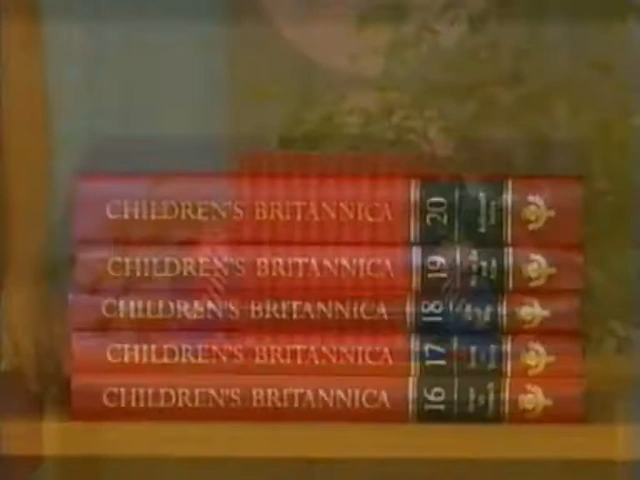 CHILDREN'S BRITANNICA 20
CHILDREN'S BRITANNICA 19
CHILDREN'S BRITANNICA 18
CHILDREN'S BRITANNICA 17
CHILDREN'S BRITANNICA 16